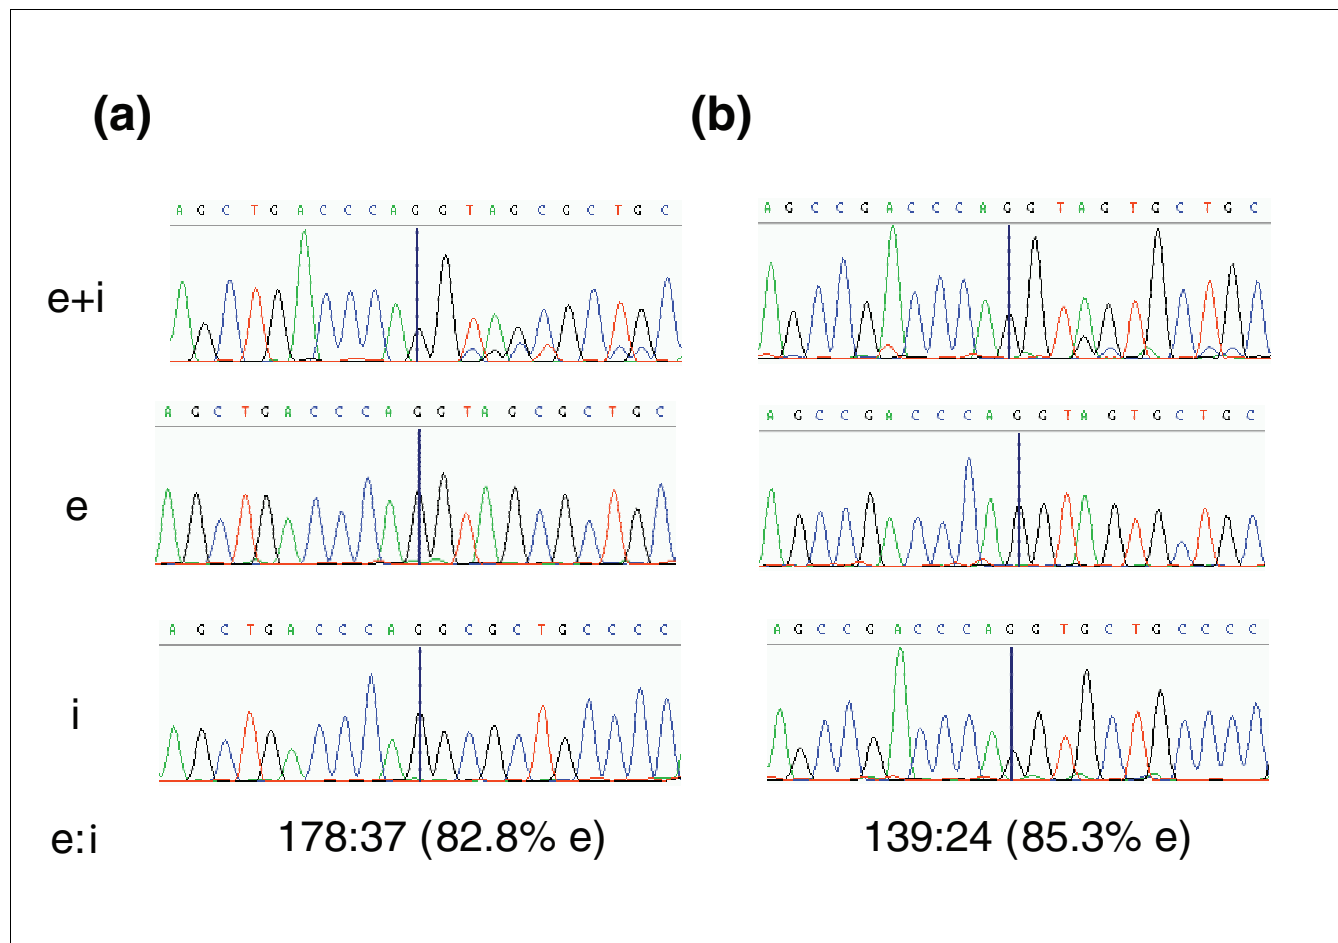 (a) (b)
A G C T G A C C C A G G T A G C G C T G C
A G C C G A C C C A G G T A G T G C T G C
e+i
A G C T G A C C C A G G T A G C G C T G C
A G C C G A C C C A G G T A G T G C T G C
e
A G C T G A C C C A G G C G C T G C C C C
A G C C G A C C C A G G T G C T G C C C C
i
e:i 178:37 (82.8% e) 139:24 (85.3% e)